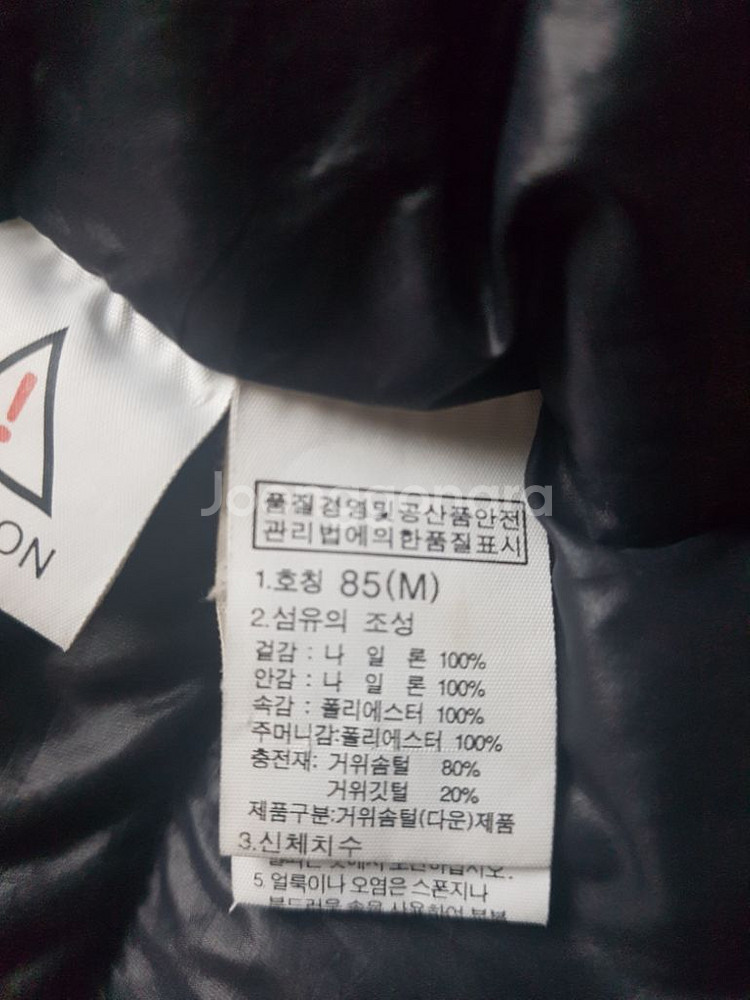 ON
Joonggonara
품질경영및공산품안전
관리법에의한품질표시
1.호칭 85(M)
2.섬유의 조성
겉감 : 나 일 론 100%
안감 : 나 일 론 100%
속감 : 폴리에스터 100%
주머니감:폴리에스터 100%
충전재: 거위솜털 80%
거위깃털 20%
제품구분:거위솜털(다운)제품
3.신체치수
5.얼룩이나 오염은 스폰지나